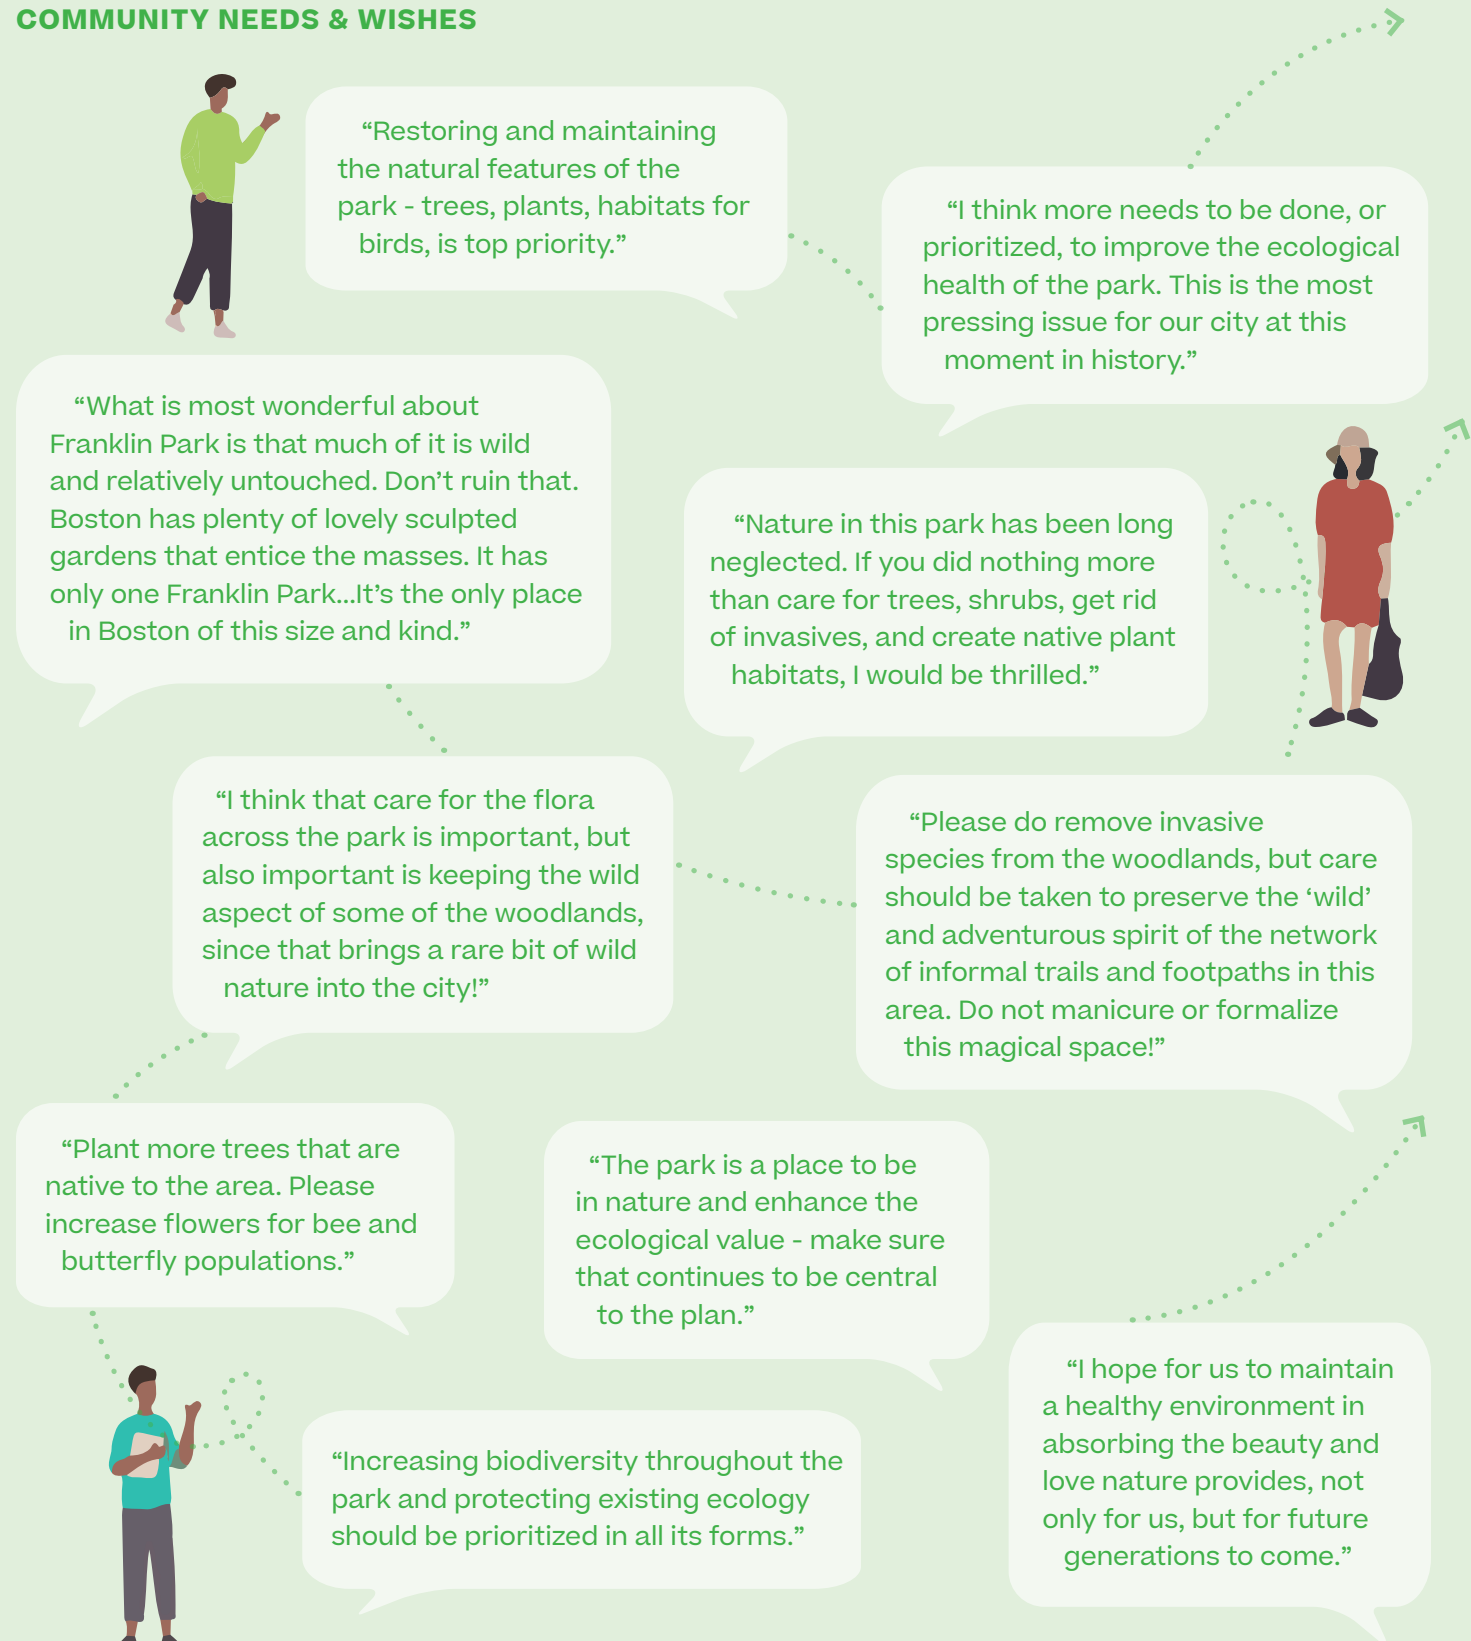 COMMUNITY NEEDS & WISHES
“Restoring and maintaining
the natural features of the
park - trees, plants, habitats for
birds, is top priority.”
“I think more needs to be done, or
prioritized, to improve the ecological
health of the park. This is the most
pressing issue for our city at this
moment in history.”
“What is most wonderful about
Franklin Park is that much of it is wild
and relatively untouched. Don’t ruin that.
Boston has plenty of lovely sculpted
gardens that entice the masses. It has
only one Franklin Park...It’s the only place
in Boston of this size and kind.”
“Nature in this park has been long
neglected. If you did nothing more
than care for trees, shrubs, get rid
of invasives, and create native plant
habitats, I would be thrilled.”
“I think that care for the flora
across the park is important, but
also important is keeping the wild
aspect of some of the woodlands,
since that brings a rare bit of wild
nature into the city!”
“Please do remove invasive
species from the woodlands, but care
should be taken to preserve the ‘wild’
and adventurous spirit of the network
of informal trails and footpaths in this
area. Do not manicure or formalize
this magical space!”
“Plant more trees that are
native to the area. Please
increase flowers for bee and
butterfly populations.”
“The park is a place to be
in nature and enhance the
ecological value - make sure
that continues to be central
to the plan.”
“I hope for us to maintain
a healthy environment in
absorbing the beauty and
love nature provides, not
only for us, but for future
generations to come.”
“Increasing biodiversity throughout the
park and protecting existing ecology
should be prioritized in all its forms.”